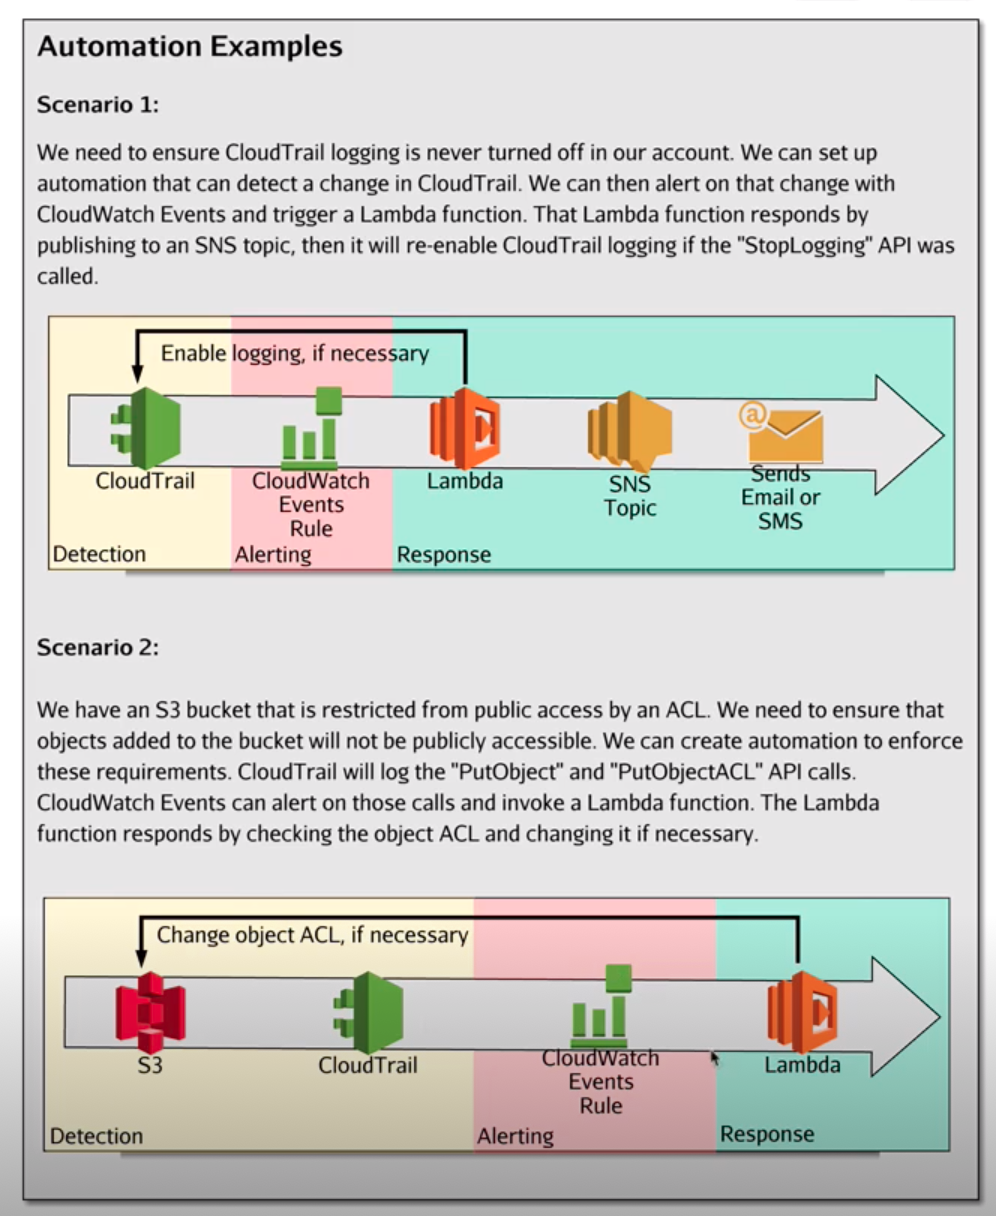 Automation Examples
Scenario 1:
We need to ensure CloudTrail logging is never turned off in our account. We can set up
automation that can detect a change in CloudTrail. We can then alert on that change with
CloudWatch Events and trigger a Lambda function. That Lambda function responds by
publishing to an SNS topic, then it will re-enable CloudTrail logging if the "StopLogging" API was
called.
Enable logging, if necessary
CloudTrail
CloudWatch
Events
Rule
Lambda
SNS
Topic
@
Sends
Email or
SMS
Detection
Alerting
Response
Scenario 2:
We have an S3 bucket that is restricted from public access by an ACL. We need to ensure that
objects added to the bucket will not be publicly accessible. We can create automation to enforce
these requirements. CloudTrail will log the "PutObject" and "PutObjectACL" API calls.
CloudWatch Events can alert on those calls and invoke a Lambda function. The Lambda
function responds by checking the object ACL and changing it if necessary.
Change object ACL, if necessary
S3
CloudTrail
CloudWatch
Events
Rule
Lambda
Detection
Alerting
Response